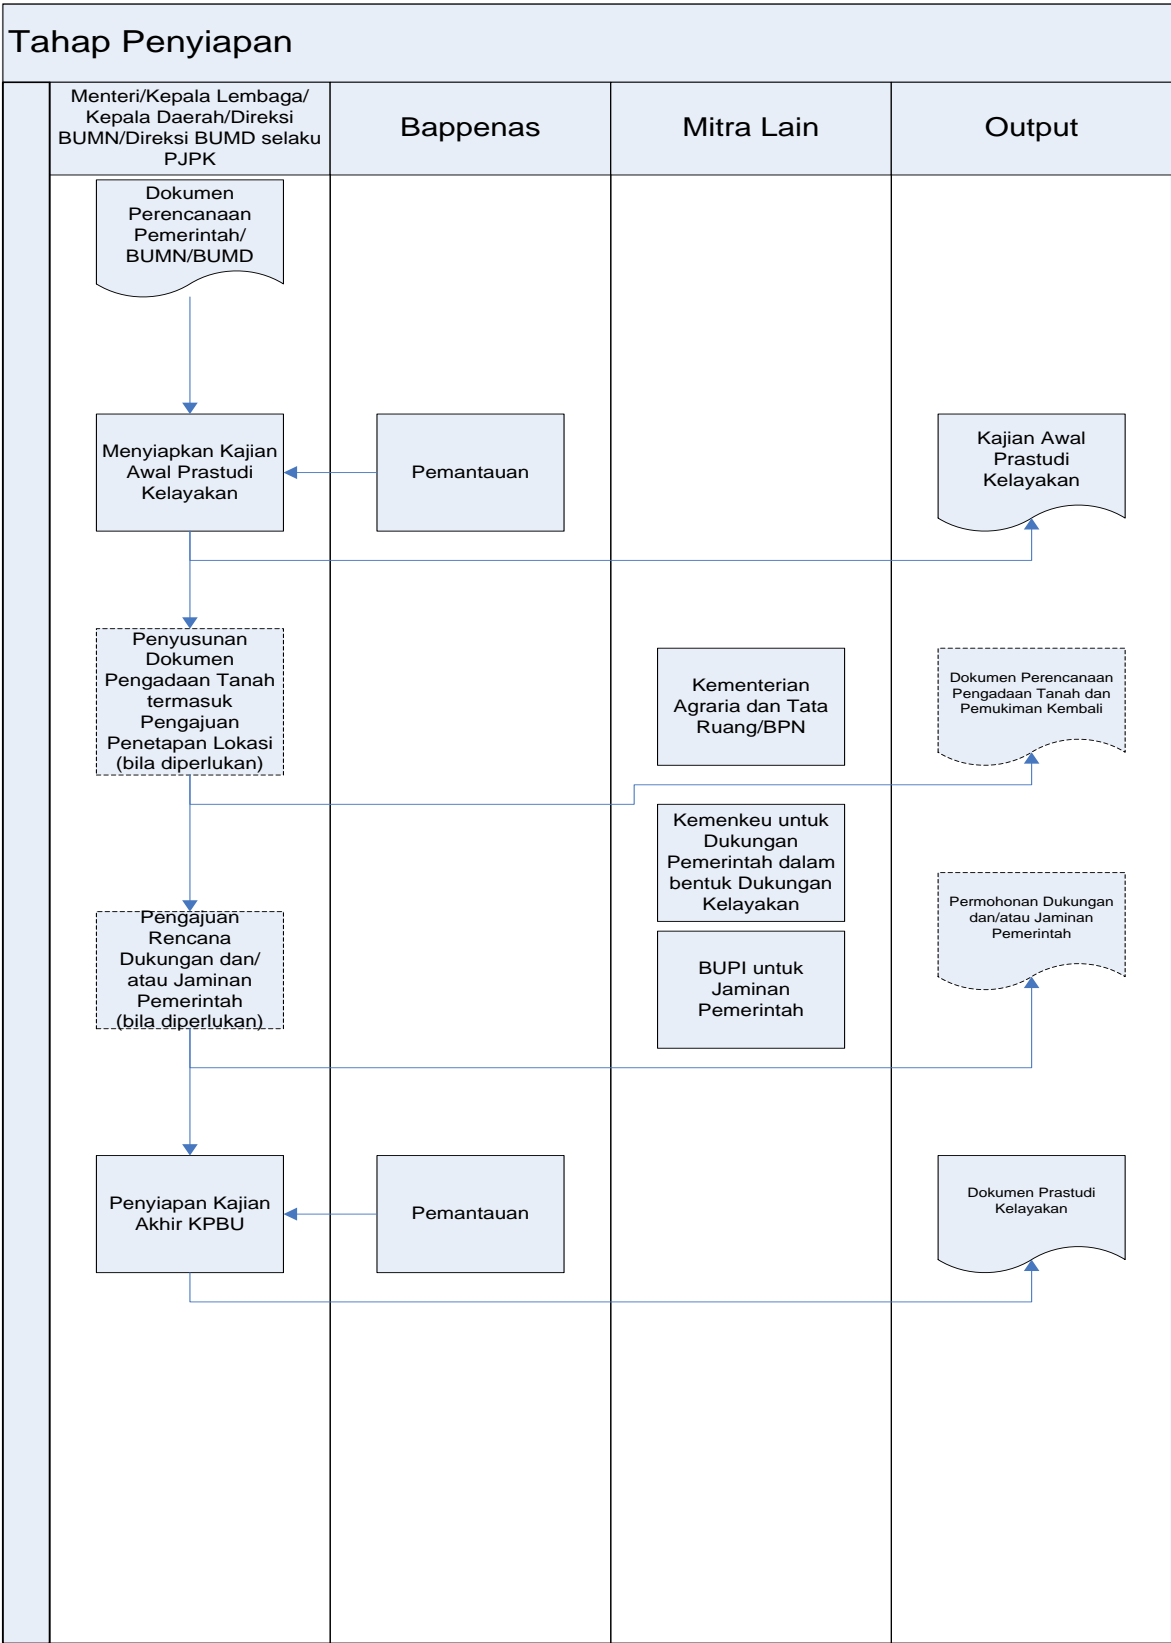 Tahap Penyiapan
Menteri/Kepala Lembaga/
Kepala Daerah/Direksi
BUMN/Direksi BUMD selaku
PJPK
Bappenas
Mitra Lain
Output
Dokumen
Perencanaan
Pemerintah/
BUMN/BUMD
Menyiapkan Kajian
Awal Prastudi
Kelayakan
Pemantauan
Kajian Awal
Prastudi
Kelayakan
Penyusunan
Dokumen
Pengadaan Tanah
termasuk
Pengajuan
Penetapan Lokasi
(bila diperlukan)
Kementerian
Agraria dan Tata
Ruang/BPN
Dokumen Perencanaan
Pengadaan Tanah dan
Pemukiman Kembali
Kemenkeu untuk
Dukungan
Pemerintah dalam
bentuk Dukungan
Kelayakan
Pengajuan
Rencana
Dukungan dan/
atau Jaminan
Pemerintah
(bila diperlukan)
BUPI untuk
Jaminan
Pemerintah
Permohonan Dukungan
dan/atau Jaminan
Pemerintah
Penyiapan Kajian
Akhir KPBU
Pemantauan
Dokumen Prastudi
Kelayakan